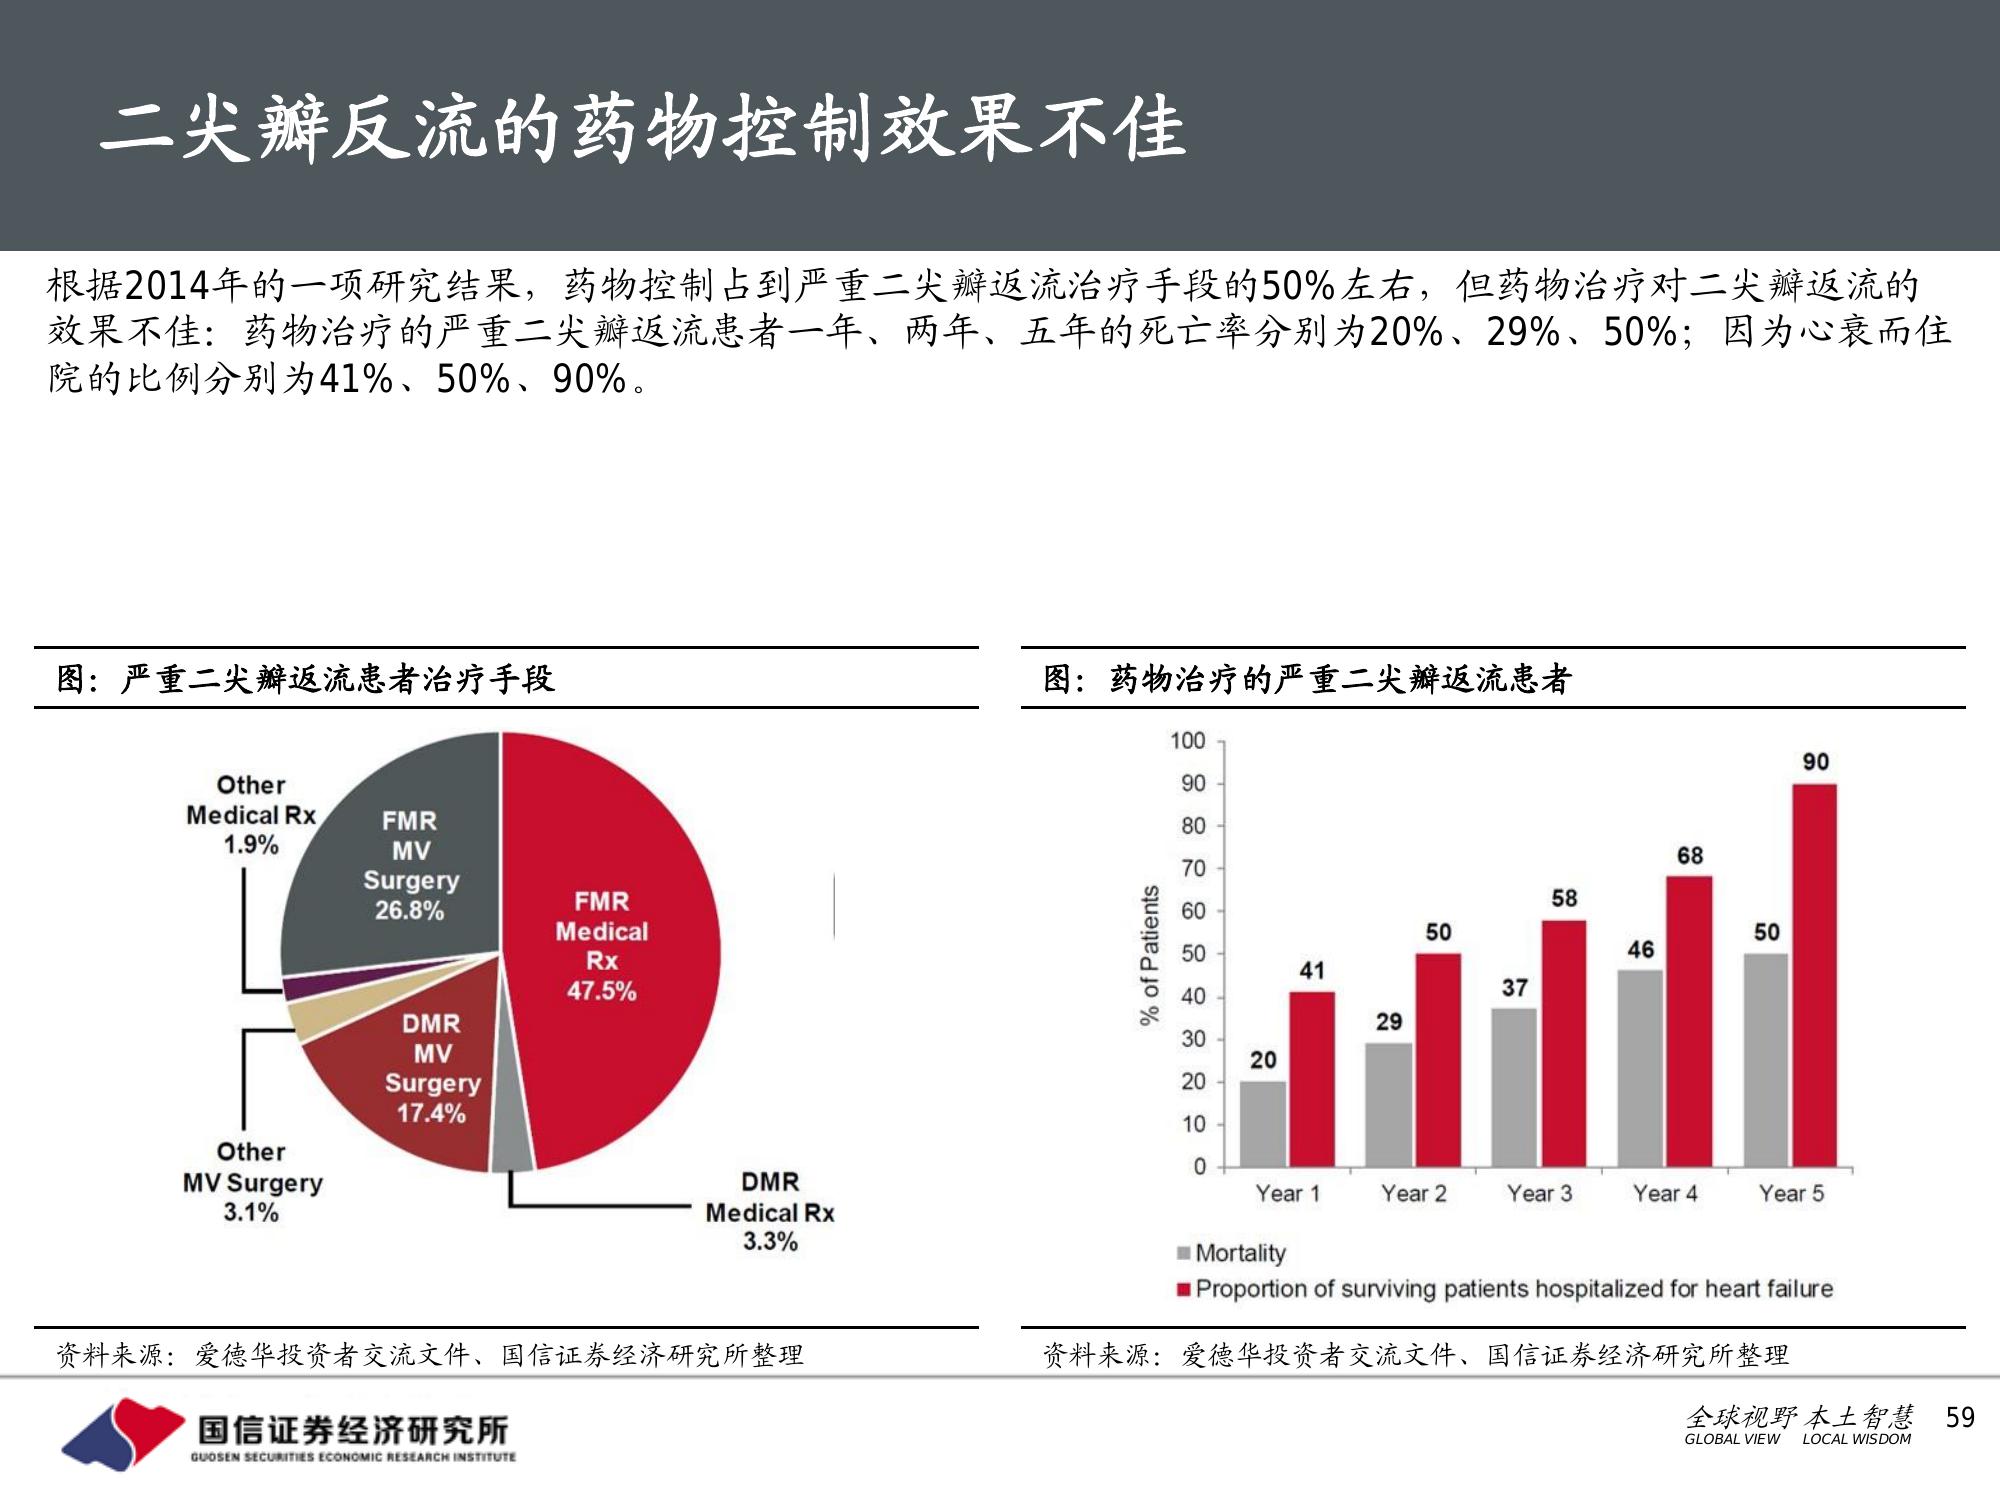 二尖瓣反流的药物控制效果不佳
根据2014年的一项研究结果，药物控制占到严重二尖瓣返流治疗手段的50%左右，但药物治疗对二尖瓣返流的
效果不佳：药物治疗的严重二尖瓣返流患者一年、两年、五年的死亡率分别为20%、29%、50%；因为心衰而住
院的比例分别为41%、50%、90%。
图：严重二尖瓣返流患者治疗手段
Other
Medical Rx
1.9%
FMR
MV
Surgery
26.8%
FMR
Medical
Rx
47.5%
DMR
MV
Surgery
17.4%
Other
MV Surgery
3.1%
DMR
Medical Rx
3.3%
资料来源：爱德华投资者交流文件、国信证券经济研究所整理
图：药物治疗的严重二尖瓣返流患者
% of Patients
100
90
80
70
60
50
40
30
20
10
0
20
41
29
50
37
58
46
68
50
90
Year 1
Year 2
Year 3
Year 4
Year 5
Mortality
Proportion of surviving patients hospitalized for heart failure
资料来源：爱德华投资者交流文件、国信证券经济研究所整理
国信证券经济研究所
GUOSEN SECURITIES ECONOMIC RESEARCH INSTITUTE
全球视野 本土智慧
GLOBAL VIEW LOCAL WISDOM
59